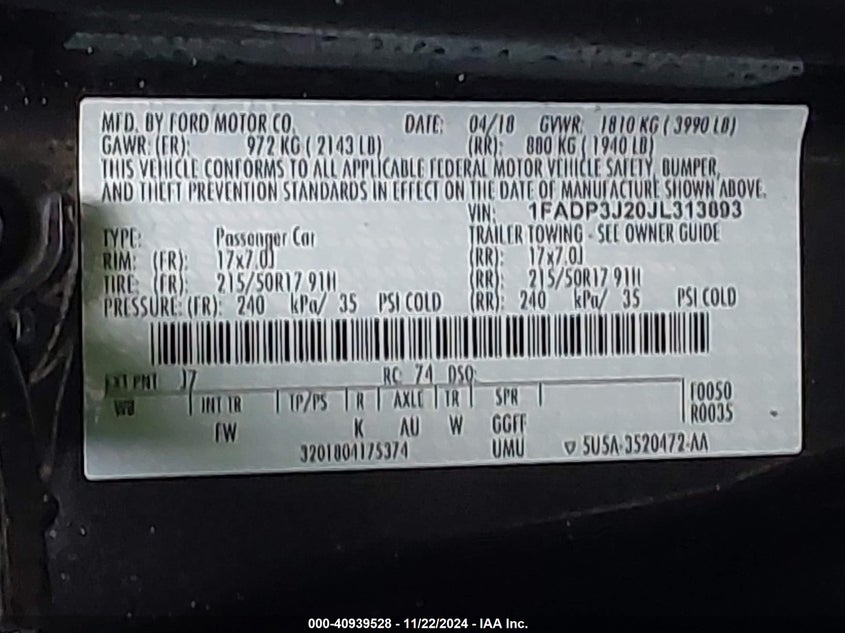 MFD. BY FORD MOTOR CO. DATE: 04/18 GVWR: 1810 KG ( 3990 LB)
GAWR: (FR): 972 KG ( 2143 LB) (RR): 880 KG ( 1940 LB)
THIS VEHICLE CONFORMS TO ALL APPLICABLE FEDERAL MOTOR VEHICLE SAFETY, BUMPER,
AND THEFT PREVENTION STANDARDS IN EFFECT ON THE DATE OF MANUFACTURE SHOWN ABOVE.
VIN: 1FADP3J20JL313893
TYPE: Passenger Car TRAILER TOWING - SEE OWNER GUIDE
RIM: (FR): 17x7.0J (RR): 17x7.0J
TIRE: (FR): 215/50R17 91H (RR): 215/50R17 91H
PRESSURE: (FR): 240 kPa/ 35 PSI COLD (RR): 240 kPa/ 35 PSI COLD
EXT PNT J7 RC: 74 DSO:
WB INT TR TP/PS R AXLE TR SPR F0050
FW K AU W GGFF R0035
3201804175374 UMU 5U5A-3520472-AA
000-40939528 - 11/22/2024 - IAA Inc.